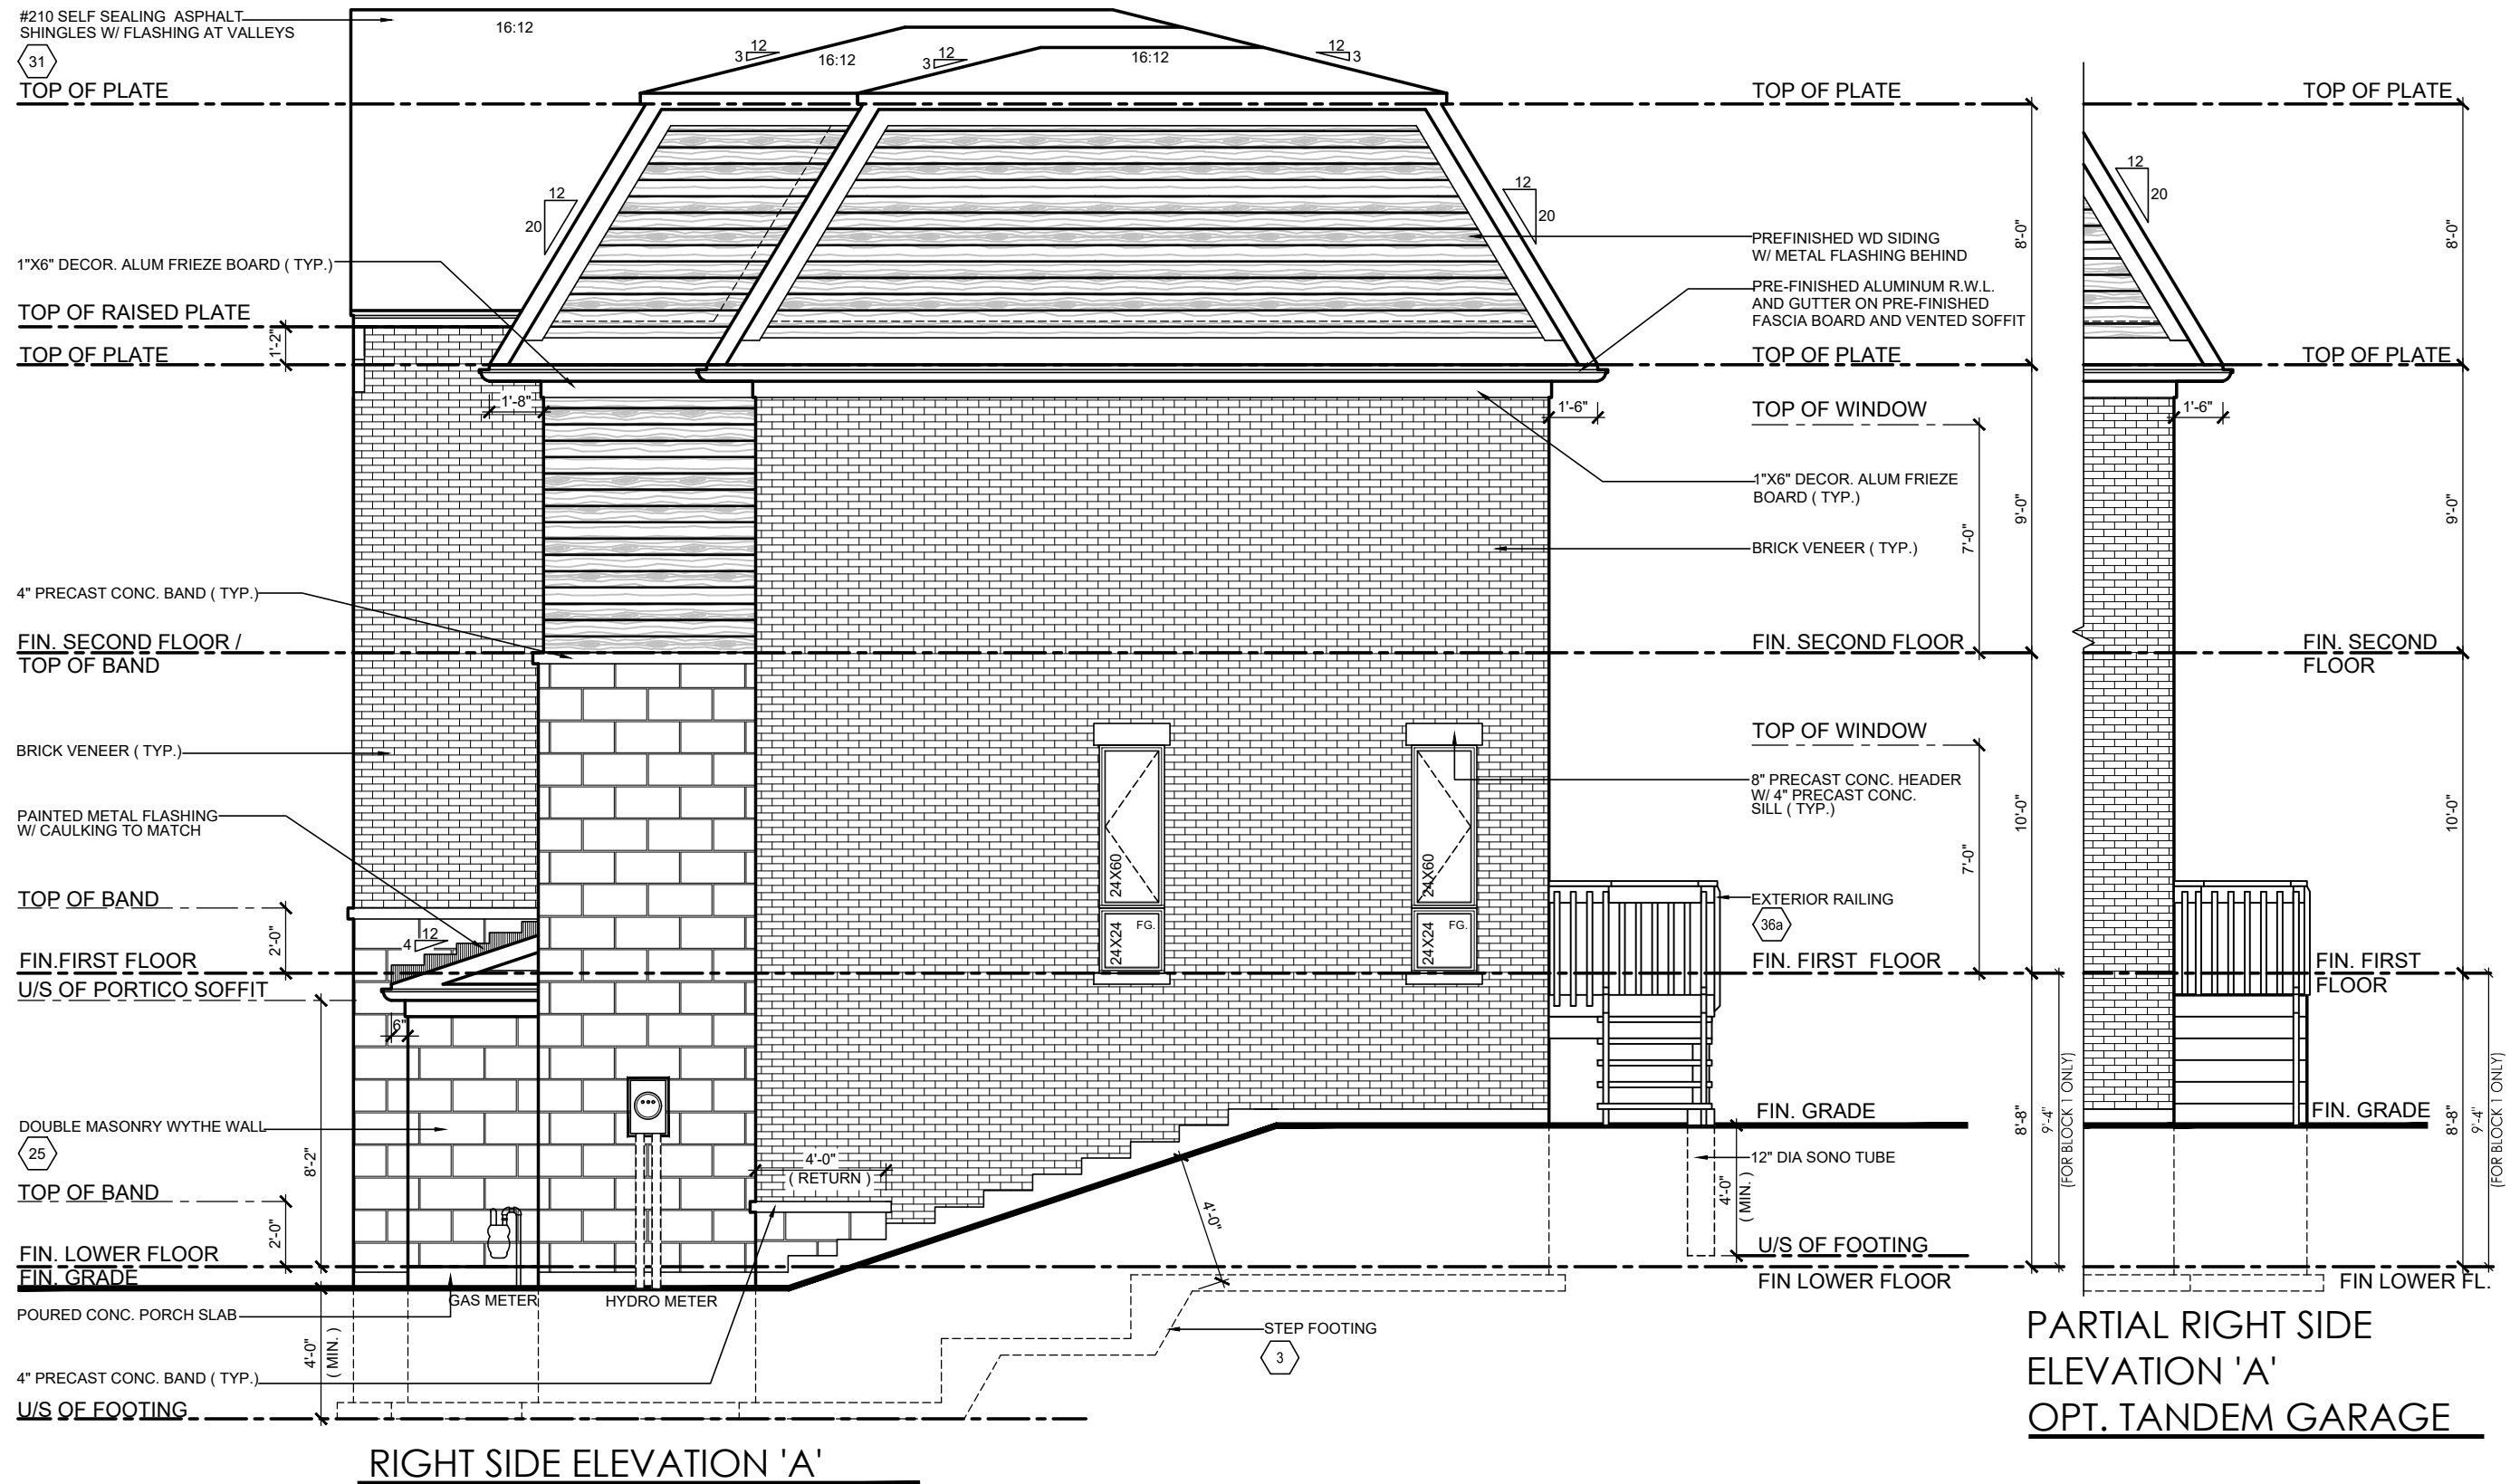 #210 SELF SEALING ASPHALT
SHINGLES W/ FLASHING AT VALLEYS
31
TOP OF PLATE
1"X6" DECOR. ALUM FRIEZE BOARD ( TYP.)
TOP OF RAISED PLATE
1'-2"
TOP OF PLATE
4" PRECAST CONC. BAND ( TYP.)
FIN. SECOND FLOOR /
TOP OF BAND
BRICK VENEER ( TYP.)
PAINTED METAL FLASHING
W/ CAULKING TO MATCH
TOP OF BAND
2'-0"
FIN.FIRST FLOOR
U/S OF PORTICO SOFFIT
DOUBLE MASONRY WYTHE WALL
25
8'-2"
TOP OF BAND
2'-0"
FIN. LOWER FLOOR
FIN. GRADE
POURED CONC. PORCH SLAB
4'-0"
( MIN. )
4" PRECAST CONC. BAND ( TYP.)
U/S OF FOOTING
16:12
12
3
16:12
12
3
16:12
12
3
12
20
12
20
1'-8"
1'-6"
12
4
6"
24X60
24X24
FG.
24X60
24X24
FG.
4'-0"
( RETURN )
4'-0"
GAS METER
HYDRO METER
STEP FOOTING
3
RIGHT SIDE ELEVATION 'A'
TOP OF PLATE
8'-0"
PREFINISHED WD SIDING
W/ METAL FLASHING BEHIND
PRE-FINISHED ALUMINUM R.W.L.
AND GUTTER ON PRE-FINISHED
FASCIA BOARD AND VENTED SOFFIT
TOP OF PLATE
TOP OF WINDOW
1"X6" DECOR. ALUM FRIEZE
BOARD ( TYP.)
9'-0"
BRICK VENEER ( TYP.)
7'-0"
FIN. SECOND FLOOR
TOP OF WINDOW
8" PRECAST CONC. HEADER
W/ 4" PRECAST CONC.
SILL ( TYP.)
10'-0"
7'-0"
EXTERIOR RAILING
36a
FIN. FIRST FLOOR
FIN. GRADE
8'-8"
9'-4"
(FOR BLOCK 1 ONLY)
12" DIA SONO TUBE
4'-0"
( MIN. )
U/S OF FOOTING
FIN LOWER FLOOR
TOP OF PLATE
12
20
8'-0"
TOP OF PLATE
1'-6"
9'-0"
FIN. SECOND
FLOOR
10'-0"
FIN. FIRST
FLOOR
FIN. GRADE
8'-8"
9'-4"
(FOR BLOCK 1 ONLY)
FIN LOWER FL.
PARTIAL RIGHT SIDE
ELEVATION 'A'
OPT. TANDEM GARAGE